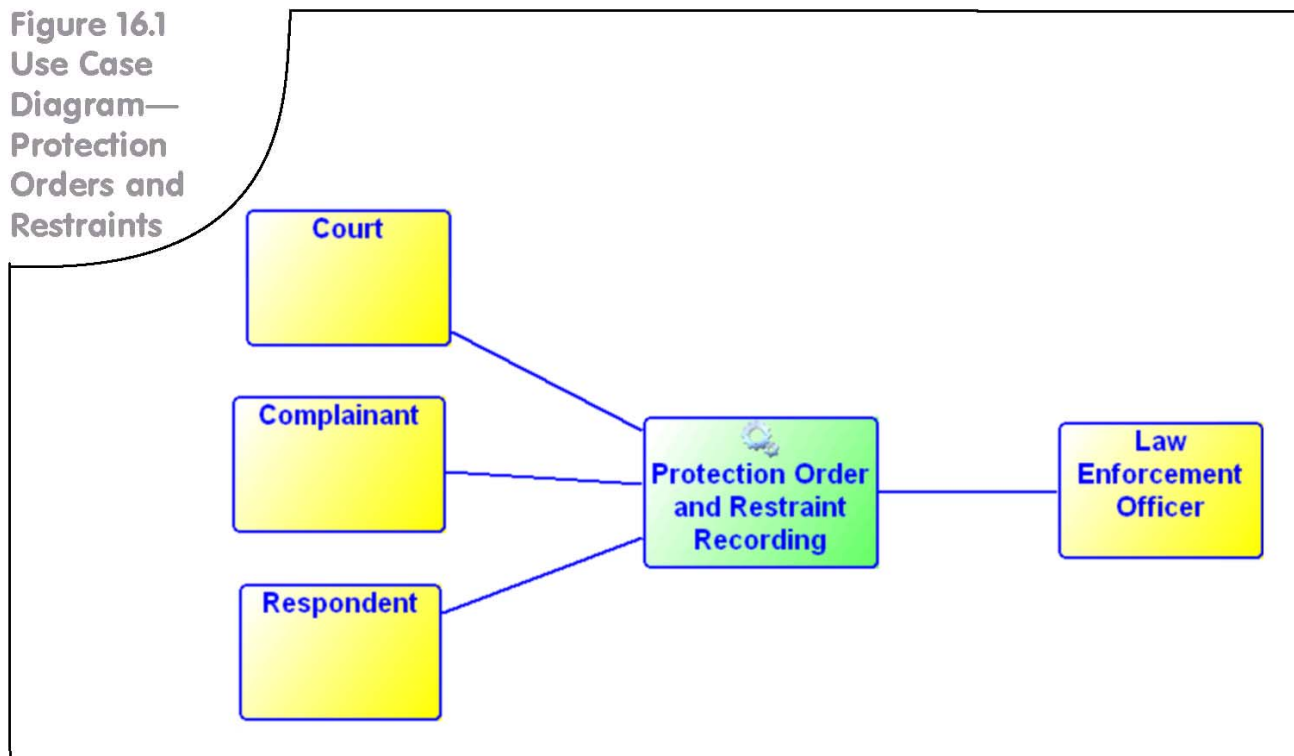 Figure 16.1
Use Case
Diagram—
Protection
Orders and
Restraints
Court
Complainant
Respondent
Protection Order
and Restraint
Recording
Law
Enforcement
Officer